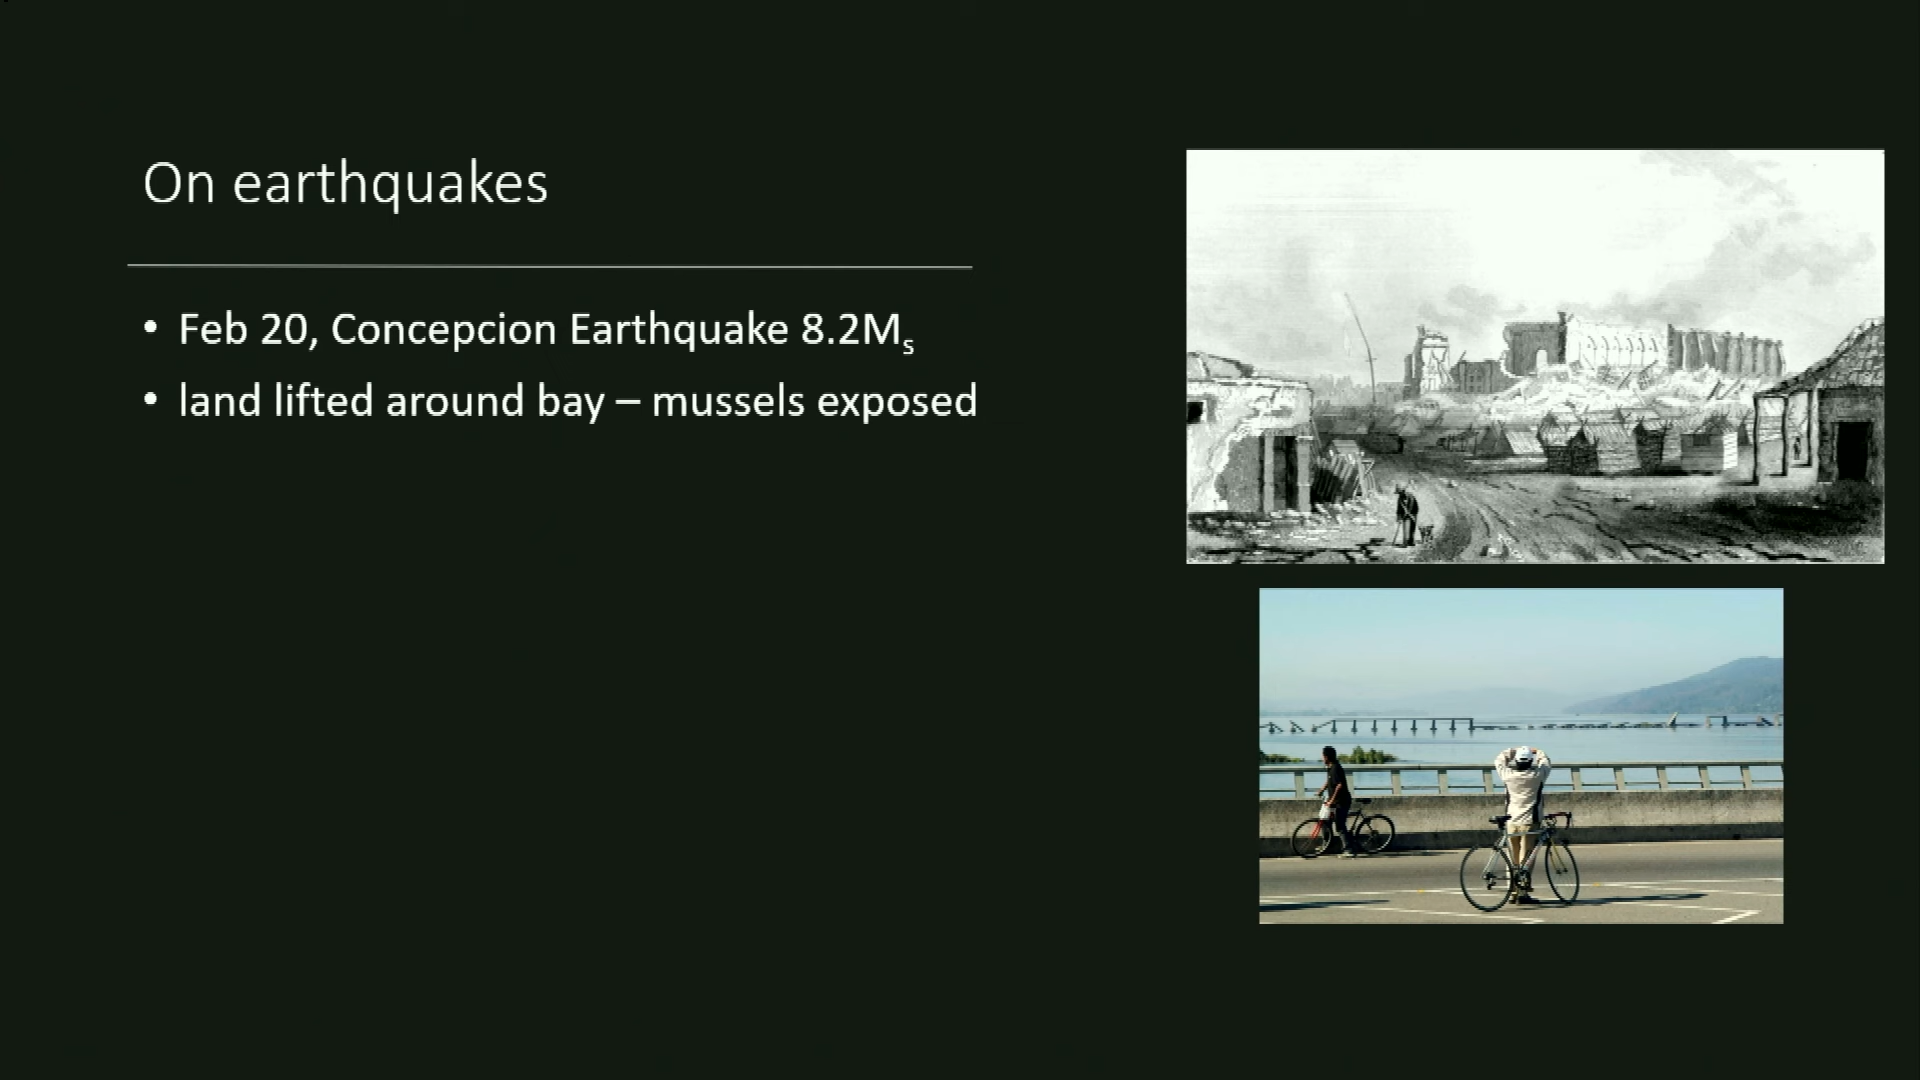 On earthquakes
• Feb 20, Concepcion Earthquake 8.2Ms
• land lifted around bay – mussels exposed